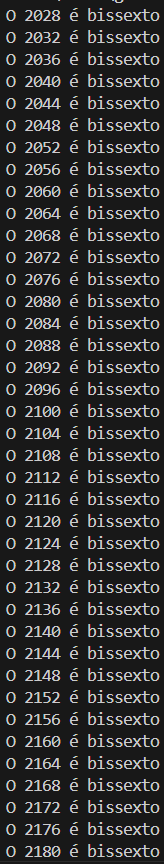 O 2028 é bissexto
O 2032 é bissexto
O 2036 é bissexto
O 2040 é bissexto
O 2044 é bissexto
O 2048 é bissexto
O 2052 é bissexto
O 2056 é bissexto
O 2060 é bissexto
O 2064 é bissexto
O 2068 é bissexto
O 2072 é bissexto
O 2076 é bissexto
O 2080 é bissexto
O 2084 é bissexto
O 2088 é bissexto
O 2092 é bissexto
O 2096 é bissexto
O 2100 é bissexto
O 2104 é bissexto
O 2108 é bissexto
O 2112 é bissexto
O 2116 é bissexto
O 2120 é bissexto
O 2124 é bissexto
O 2128 é bissexto
O 2132 é bissexto
O 2136 é bissexto
O 2140 é bissexto
O 2144 é bissexto
O 2148 é bissexto
O 2152 é bissexto
O 2156 é bissexto
O 2160 é bissexto
O 2164 é bissexto
O 2168 é bissexto
O 2172 é bissexto
O 2176 é bissexto
O 2180 é bissexto